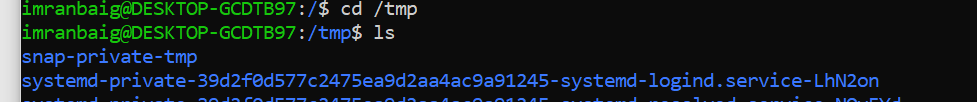 imranbaig@DESKTOP-GCDTB97:/$ cd /tmp
imranbaig@DESKTOP-GCDTB97:/tmp$ ls
snap-private-tmp
systemd-private-39d2f0d577c2475ea9d2aa4ac9a91245-systemd-logind.service-LhN2on